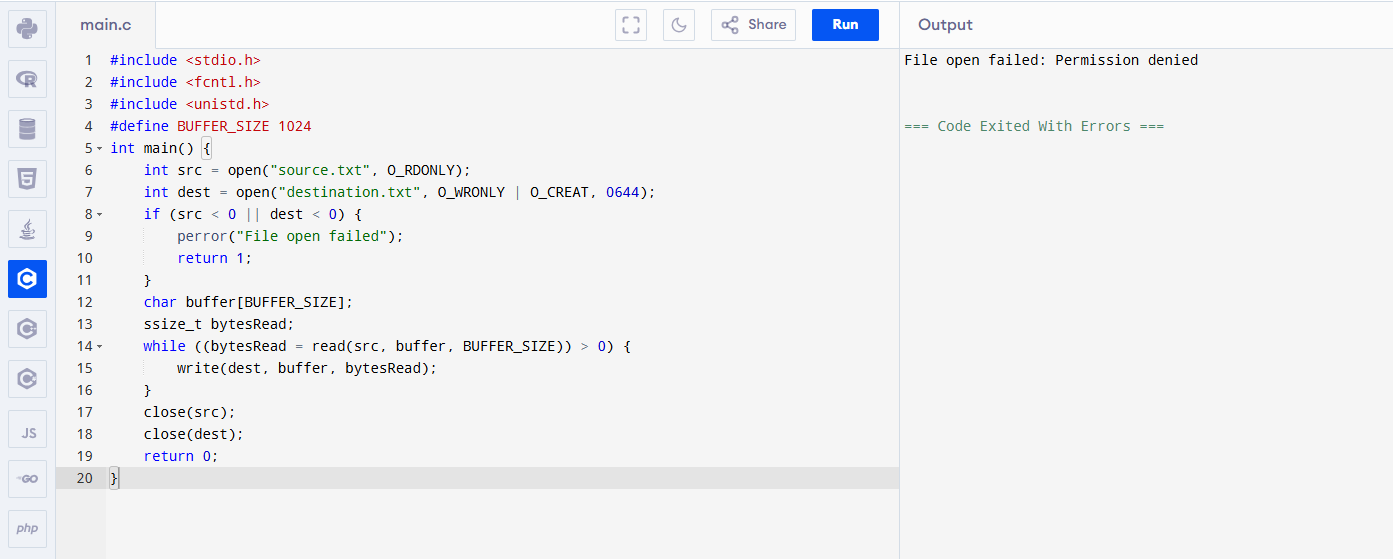 main.c
Share
Run
Output
1 #include <stdio.h>
2 #include <fcntl.h>
3 #include <unistd.h>
4 #define BUFFER_SIZE 1024
5 int main() {
6     int src = open("source.txt", O_RDONLY);
7     int dest = open("destination.txt", O_WRONLY | O_CREAT, 0644);
8     if (src < 0 || dest < 0) {
9         perror("File open failed");
10         return 1;
11     }
12     char buffer[BUFFER_SIZE];
13     ssize_t bytesRead;
14     while ((bytesRead = read(src, buffer, BUFFER_SIZE)) > 0) {
15         write(dest, buffer, bytesRead);
16     }
17     close(src);
18     close(dest);
19     return 0;
20 }
File open failed: Permission denied
=== Code Exited With Errors ===
R
5
C
C
C
JS
GO
php